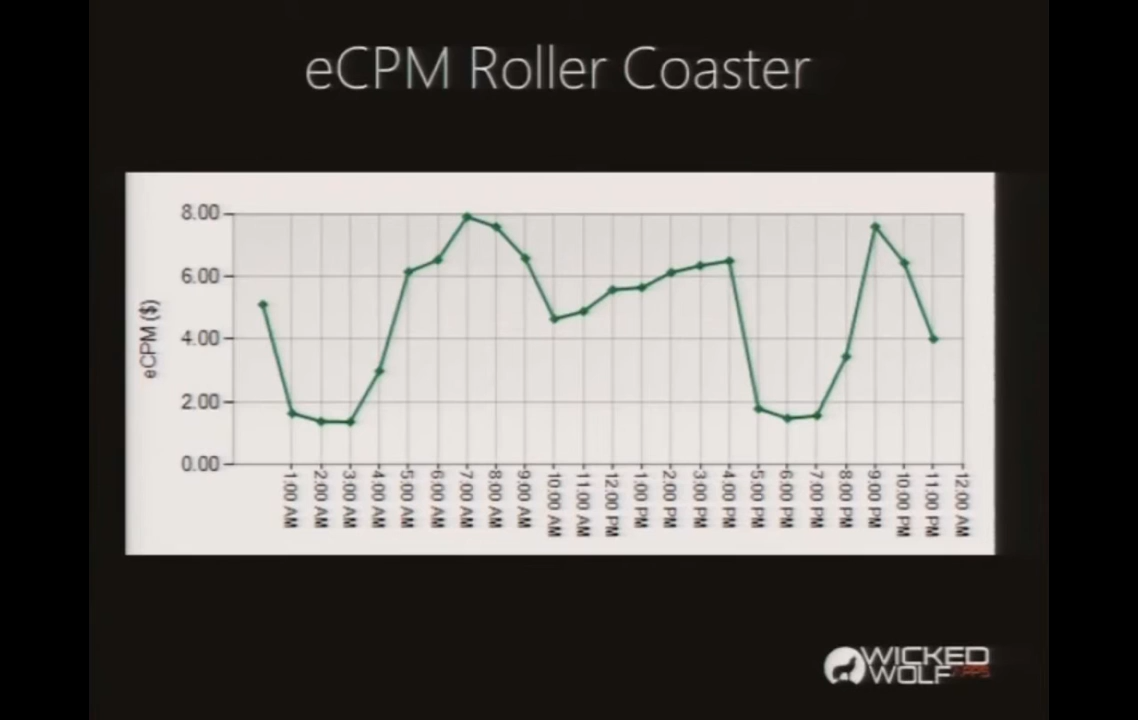 eCPM Roller Coaster
8.00
6.00
4.00
2.00
0.00
eCPM ($)
1:00 AM
2:00 AM
3:00 AM
4:00 AM
5:00 AM
6:00 AM
7:00 AM
8:00 AM
9:00 AM
10:00 AM
11:00 AM
12:00 PM
1:00 PM
2:00 PM
3:00 PM
4:00 PM
5:00 PM
6:00 PM
7:00 PM
8:00 PM
9:00 PM
10:00 PM
11:00 PM
12:00 AM
WICKED
WOLF APPS